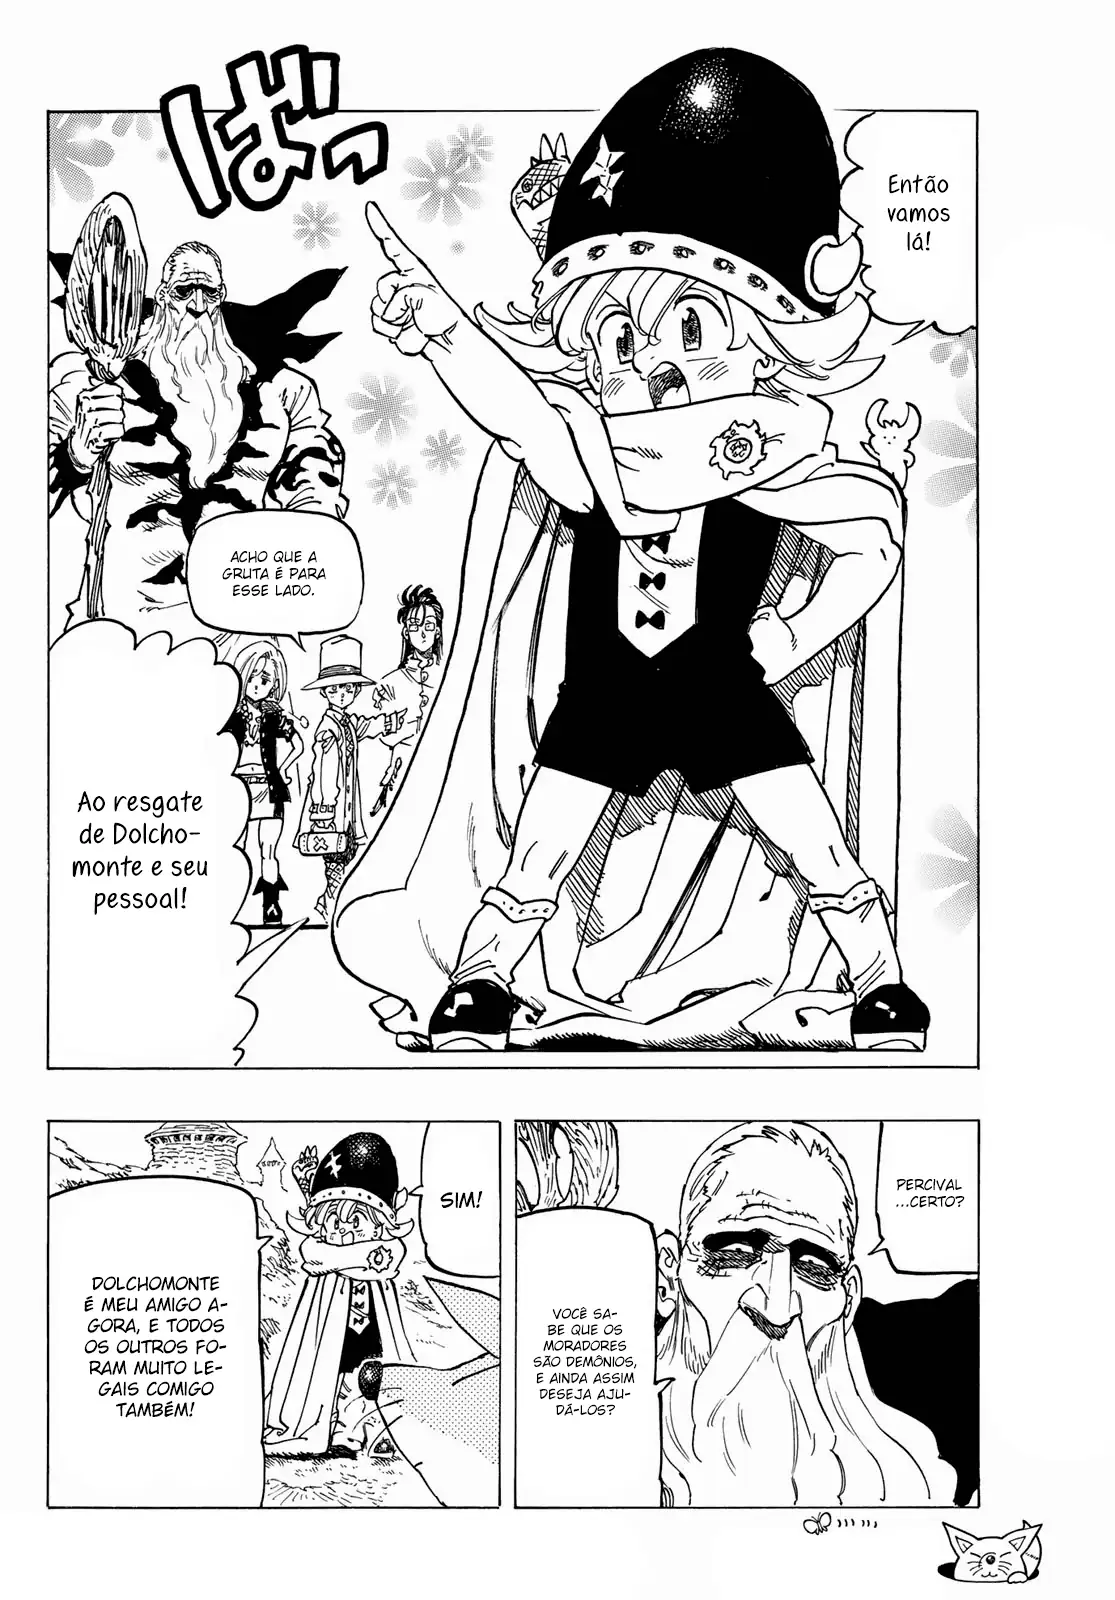 ばっ
Então
vamos
lá!
ACHO QUE A
GRUTA É PARA
ESSE LADO.
Ao resgate
de Dolcho-
monte e seu
pessoal!
PERCIVAL
...CERTO?
VOCÊ SA-
BE QUE OS
MORADORES
SÃO DEMÔNIOS,
E AINDA ASSIM
DESEJA AJU-
DÁ-LOS?
SIM!
DOLCHOMONTE
É MEU AMIGO A-
GORA, E TODOS
OS OUTROS FO-
RAM MUITO LE-
GAIS COMIGO
TAMBÉM!